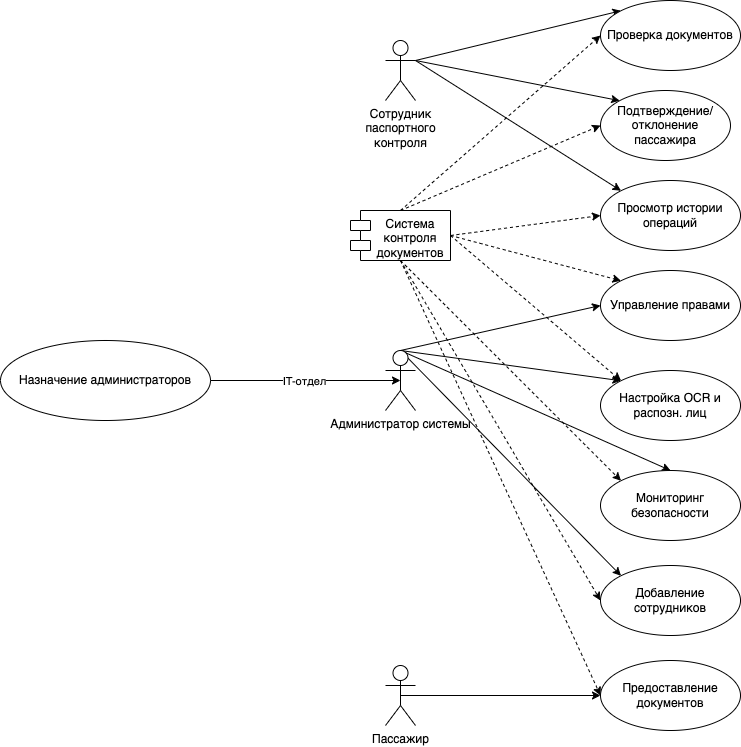 Проверка документов
Сотрудник
паспортного
контроля
Подтверждение/
отклонение
пассажира
Просмотр истории
операций
Система
контроля
документов
Управление правами
Назначение администраторов
IT-отдел
Администратор системы
Настройка OCR и
распозн. лиц
Мониторинг
безопасности
Добавление
сотрудников
Предоставление
документов
Пассажир